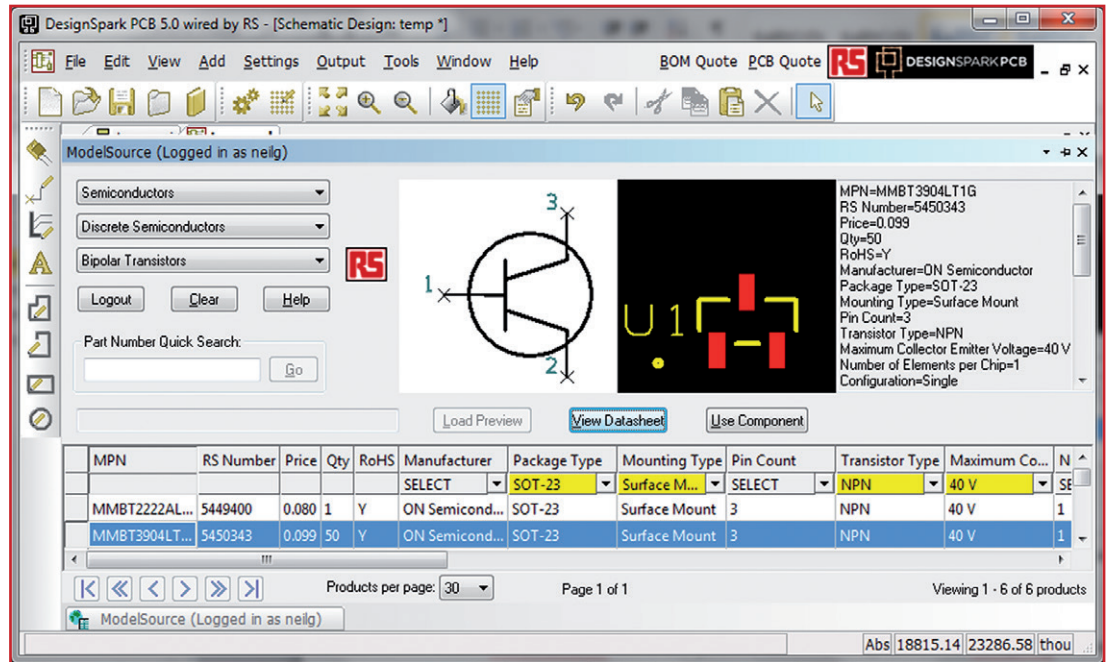 DesignSpark PCB 5.0 wired by RS - [Schematic Design: temp *]
File Edit View Add Settings Output Tools Window Help BOM Quote PCB Quote RS DESIGNSPARK PCB
ModelSource (Logged in as neilg)
Semiconductors
Discrete Semiconductors
Bipolar Transistors
RS
Logout Clear Help
Part Number Quick Search:
Go
3
1
2
U1
MPN=MMBT3904LT1G
RS Number=5450343
Price=0.099
Qty=50
RoHS=Y
Manufacturer=ON Semiconductor
Package Type=SOT-23
Mounting Type=Surface Mount
Pin Count=3
Transistor Type=NPN
Maximum Collector Emitter Voltage=40 V
Number of Elements per Chip=1
Configuration=Single
Load Preview View Datasheet Use Component
MPN RS Number Price Qty RoHS Manufacturer Package Type Mounting Type Pin Count Transistor Type Maximum Co... N
SELECT SOT-23 Surface M... SELECT NPN 40 V SE
MMBT2222AL... 5449400 0.080 1 Y ON Semicond... SOT-23 Surface Mount 3 NPN 40 V 1
MMBT3904LT... 5450343 0.099 50 Y ON Semicond... SOT-23 Surface Mount 3 NPN 40 V 1
Products per page: 30 Page 1 of 1 Viewing 1 - 6 of 6 products
ModelSource (Logged in as neilg)
Abs 18815.14 23286.58 thou